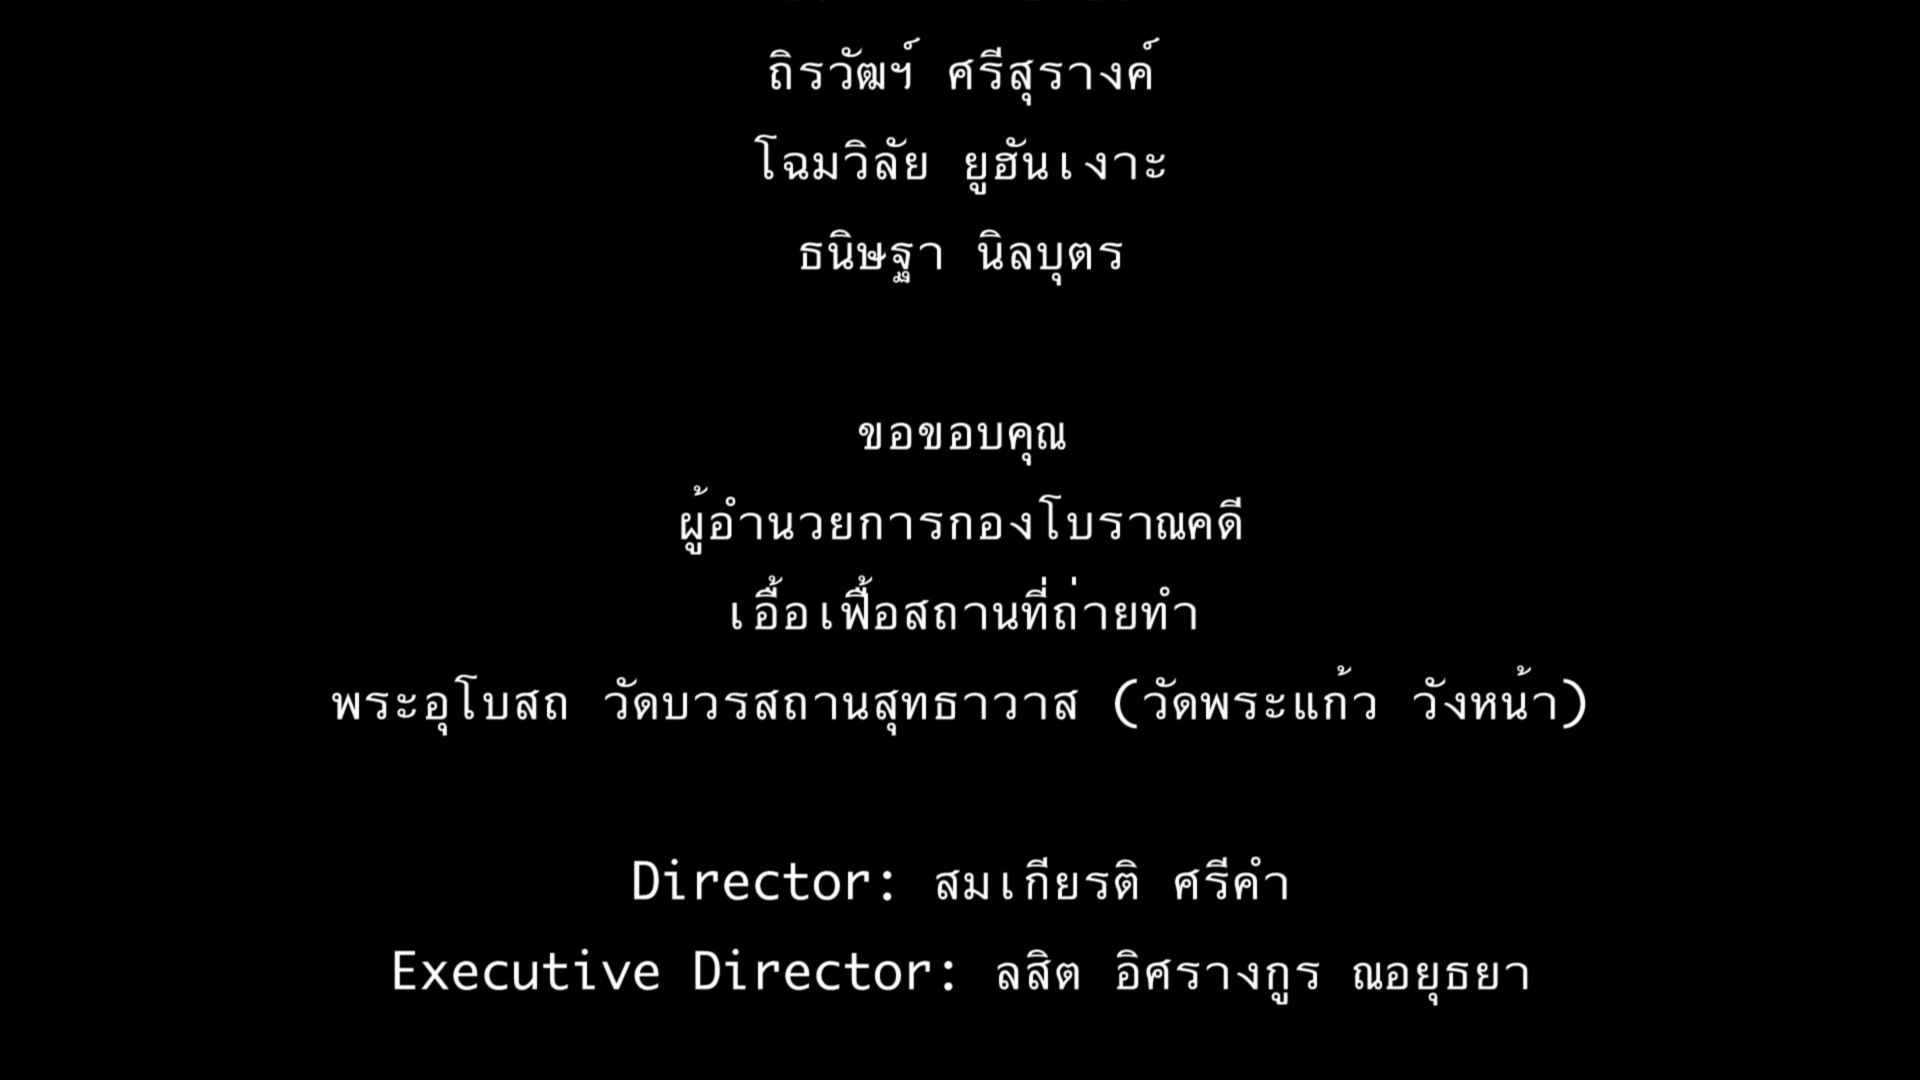 ถิรวัฒฯ์ ศรีสุรางค์
โฉมวิลัย ยูฮันเงาะ
ธนิษฐา นิลบุตร
ขอขอบคุณ
ผู้อำนวยการกองโบราณคดี
เอื้อเฟื้อสถานที่ถ่ายทำ
พระอุโบสถ วัดบวรสถานสุทธาวาส (วัดพระแก้ว วังหน้า)
Director: สมเกียรติ ศรีคำ
Executive Director: ลสิต อิศรางกูร ณอยุธยา